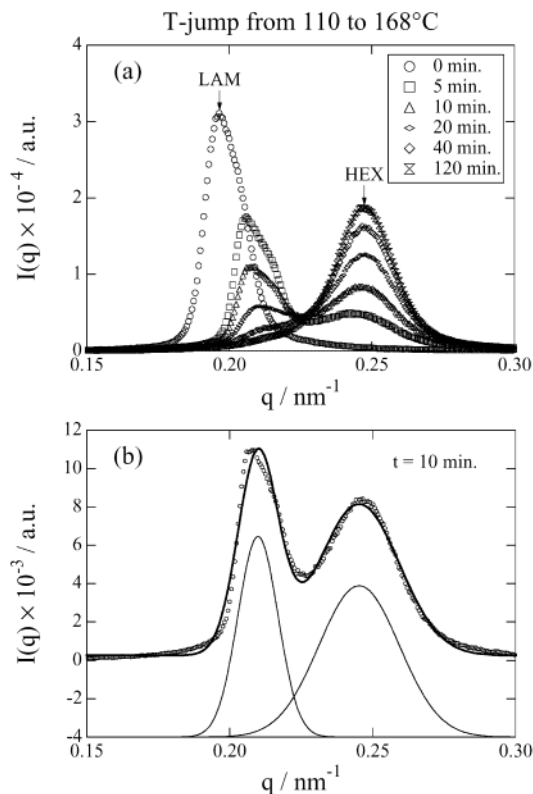 T-jump from 110 to 168°C
(a)
LAM
HEX
0 min.
5 min.
10 min.
20 min.
40 min.
120 min.
I(q) × 10⁻⁴ / a.u.
4
3
2
1
0
0.15 0.20 0.25 0.30
q / nm⁻¹
(b)
t = 10 min.
I(q) × 10⁻³ / a.u.
12
10
8
6
4
2
0
-2
-4
0.15 0.20 0.25 0.30
q / nm⁻¹